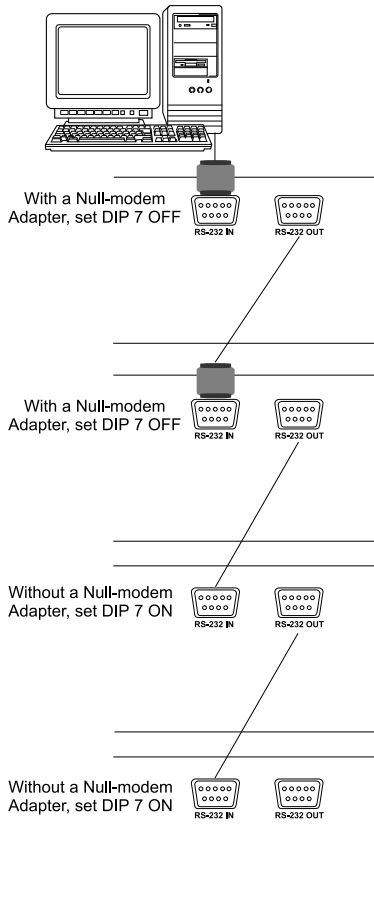 With a Null-modem
Adapter, set DIP 7 OFF
RS-232 IN
RS-232 OUT
With a Null-modem
Adapter, set DIP 7 OFF
RS-232 IN
RS-232 OUT
Without a Null-modem
Adapter, set DIP 7 ON
RS-232 IN
RS-232 OUT
Without a Null-modem
Adapter, set DIP 7 ON
RS-232 IN
RS-232 OUT